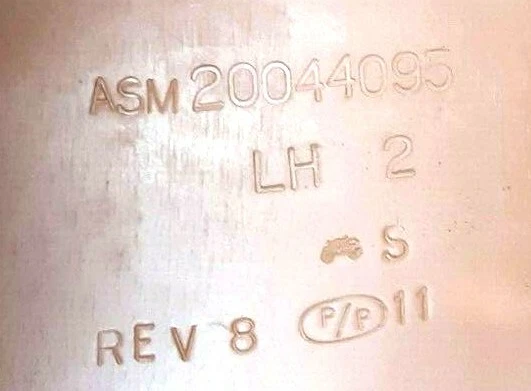 ASM 20044095
LH 2
S
REV 8 P/P 11